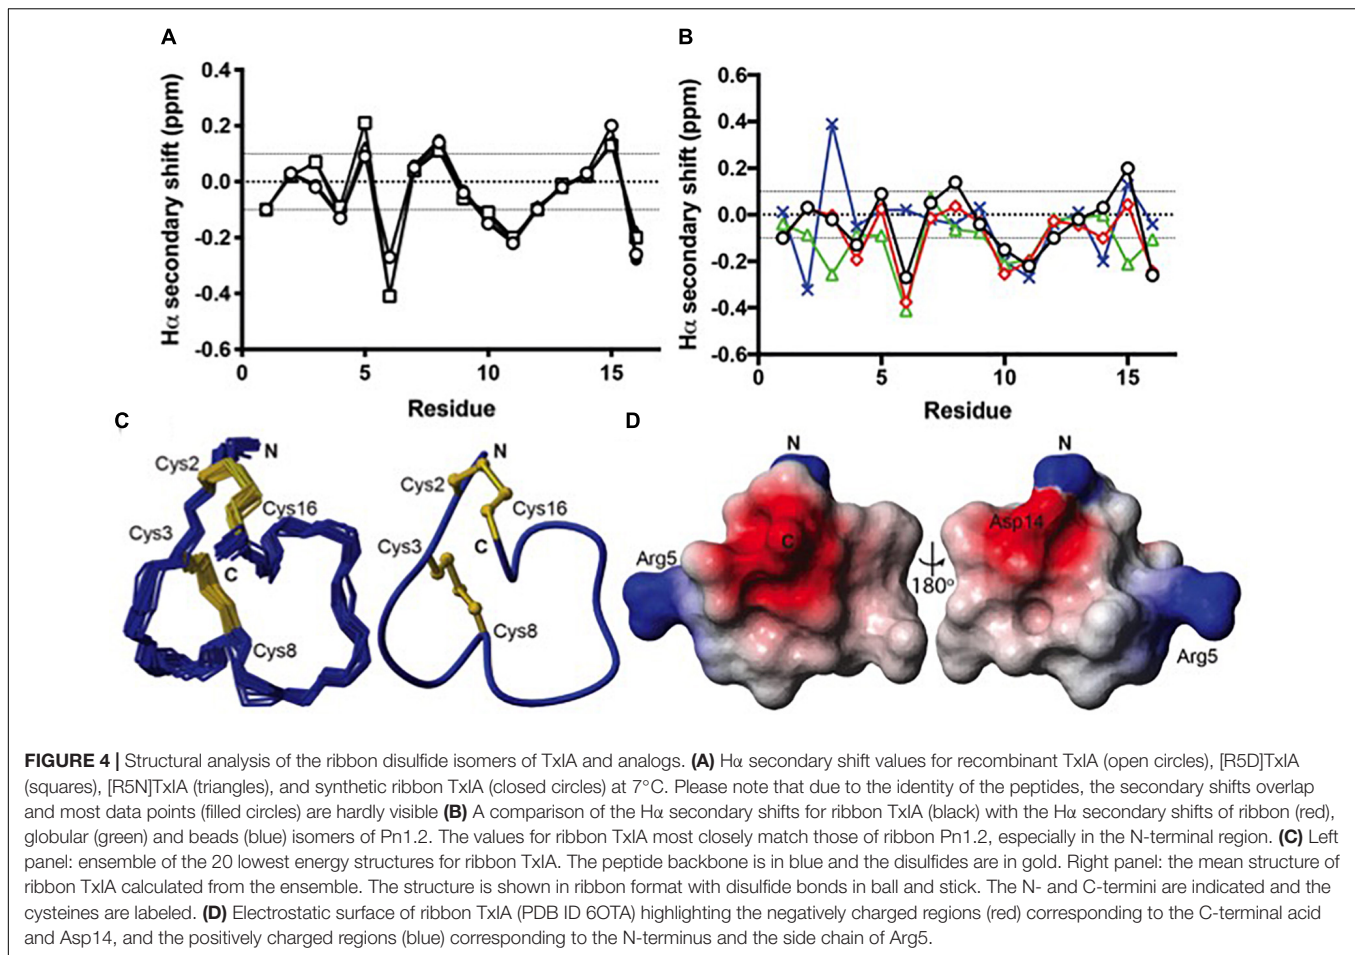 A
B
0.4
0.2
0.0
-0.2
-0.4
-0.6
Hα secondary shift (ppm)
0
5
10
15
Residue
0.6
0.4
0.2
0.0
-0.2
-0.4
-0.6
Hα secondary shift (ppm)
0
5
10
15
Residue
C
N
Cys2
Cys16
Cys3
C
Cys8
N
Cys2
Cys16
Cys3
C
Cys8
D
N
C
Arg5
180°
N
Asp14
Arg5
FIGURE 4 | Structural analysis of the ribbon disulfide isomers of TxIA and analogs. (A) Hα secondary shift values for recombinant TxIA (open circles), [R5D]TxIA
(squares), [R5N]TxIA (triangles), and synthetic ribbon TxIA (closed circles) at 7°C. Please note that due to the identity of the peptides, the secondary shifts overlap
and most data points (filled circles) are hardly visible (B) A comparison of the Hα secondary shifts for ribbon TxIA (black) with the Hα secondary shifts of ribbon (red),
globular (green) and beads (blue) isomers of Pn1.2. The values for ribbon TxIA most closely match those of ribbon Pn1.2, especially in the N-terminal region. (C) Left
panel: ensemble of the 20 lowest energy structures for ribbon TxIA. The peptide backbone is in blue and the disulfides are in gold. Right panel: the mean structure of
ribbon TxIA calculated from the ensemble. The structure is shown in ribbon format with disulfide bonds in ball and stick. The N- and C-termini are indicated and the
cysteines are labeled. (D) Electrostatic surface of ribbon TxIA (PDB ID 6OTA) highlighting the negatively charged regions (red) corresponding to the C-terminal acid
and Asp14, and the positively charged regions (blue) corresponding to the N-terminus and the side chain of Arg5.